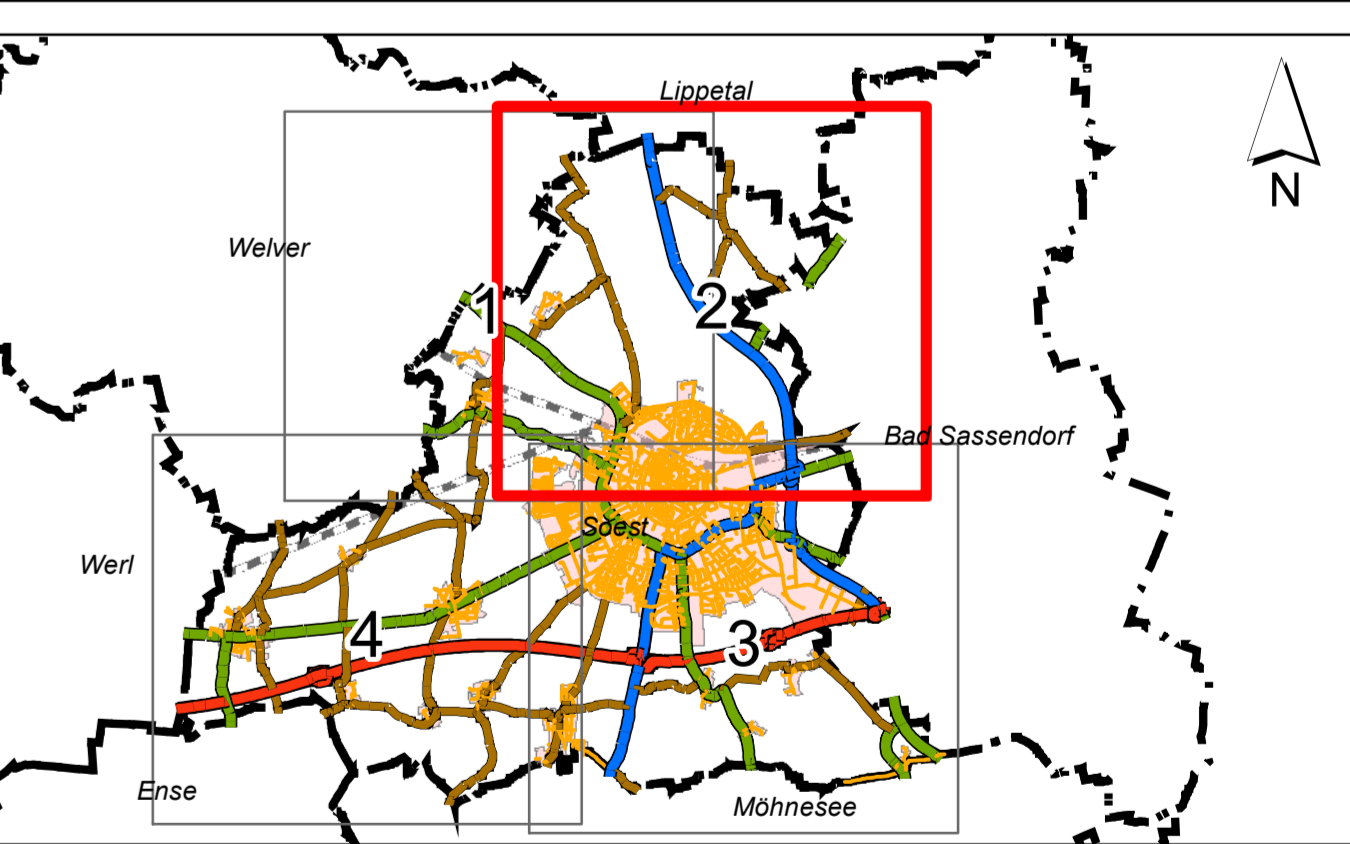 Lippetal
N
Welver
1
2
Bad Sassendorf
Soest
Werl
4
3
Ense
Möhnesee